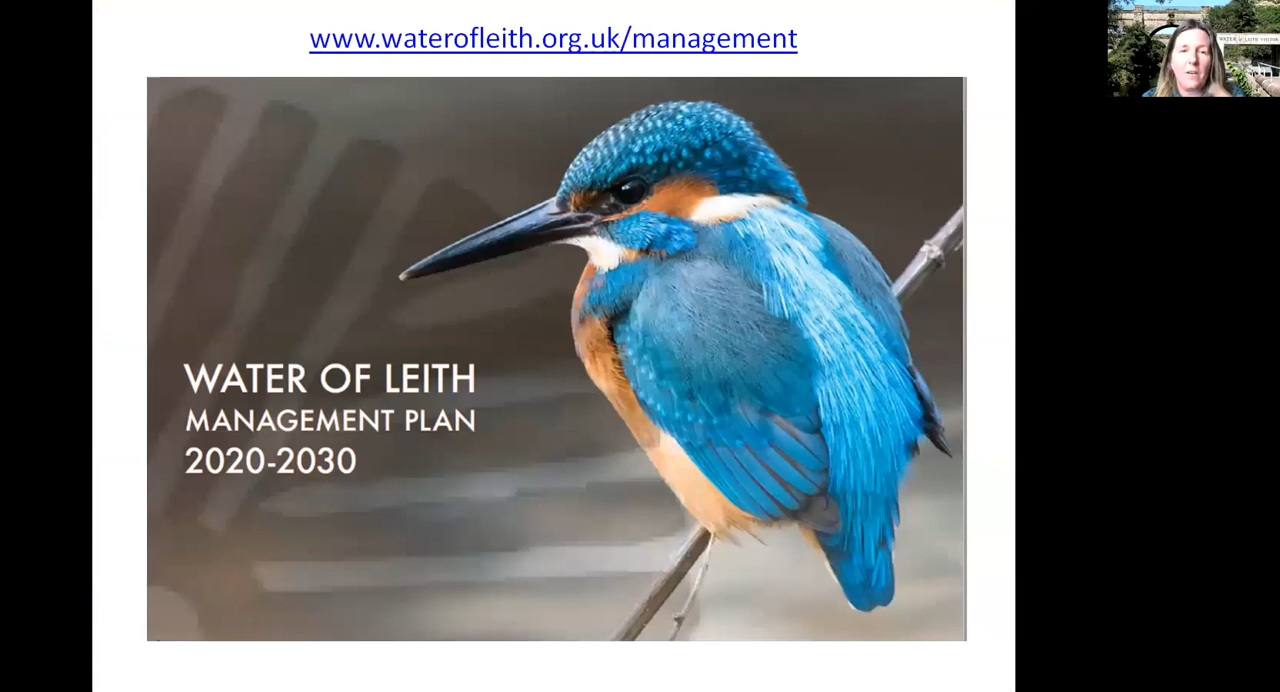 www.waterofleith.org.uk/management
WATER OF LEITH
MANAGEMENT PLAN
2020-2030